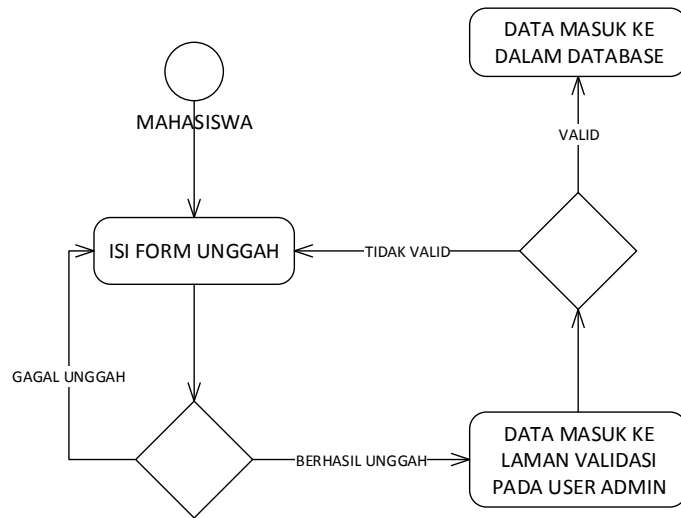 DATA MASUK KE
DALAM DATABASE
MAHASISWA
VALID
ISI FORM UNGGAH
TIDAK VALID
GAGAL UNGGAH
BERHASIL UNGGAH
DATA MASUK KE
LAMAN VALIDASI
PADA USER ADMIN